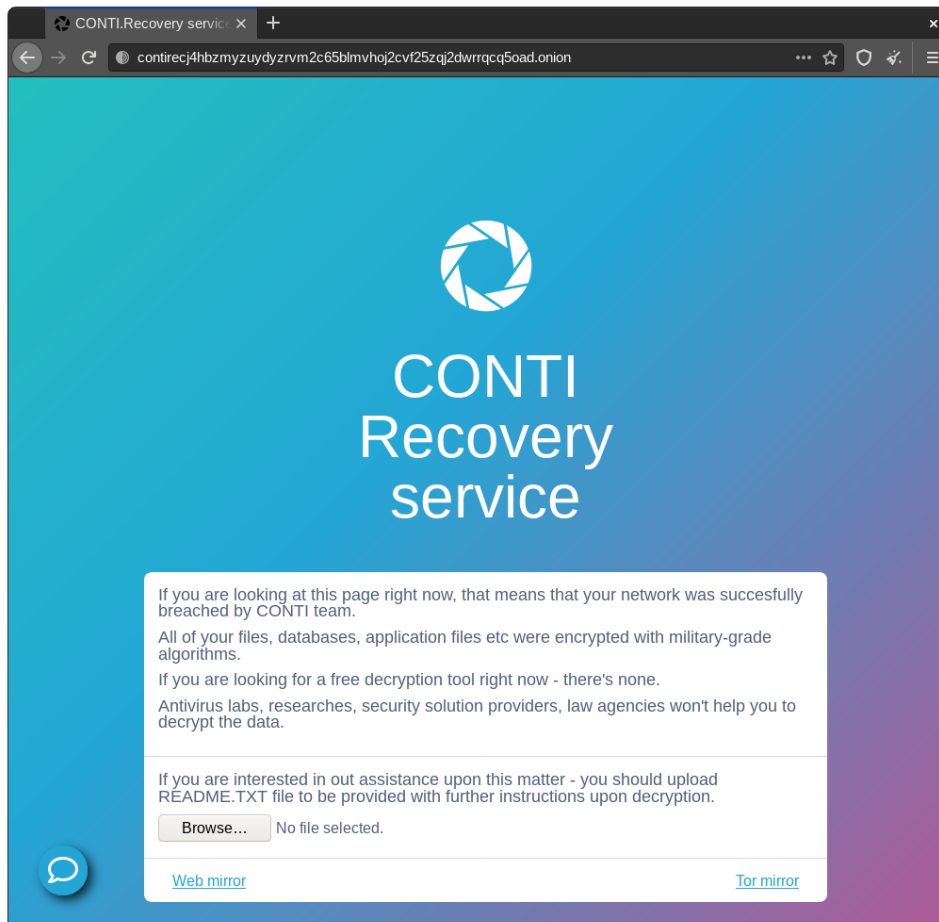 CONTI.Recovery servic
contirecj4hbzmyzuydyzrvm2c65blmvhoj2cvf25zqj2dwrrqcq5oad.onion
CONTI
Recovery
service
If you are looking at this page right now, that means that your network was succesfully
breached by CONTI team.
All of your files, databases, application files etc were encrypted with military-grade
algorithms.
If you are looking for a free decryption tool right now - there's none.
Antivirus labs, researches, security solution providers, law agencies won't help you to
decrypt the data.
If you are interested in out assistance upon this matter - you should upload
README.TXT file to be provided with further instructions upon decryption.
Browse… No file selected.
Web mirror Tor mirror